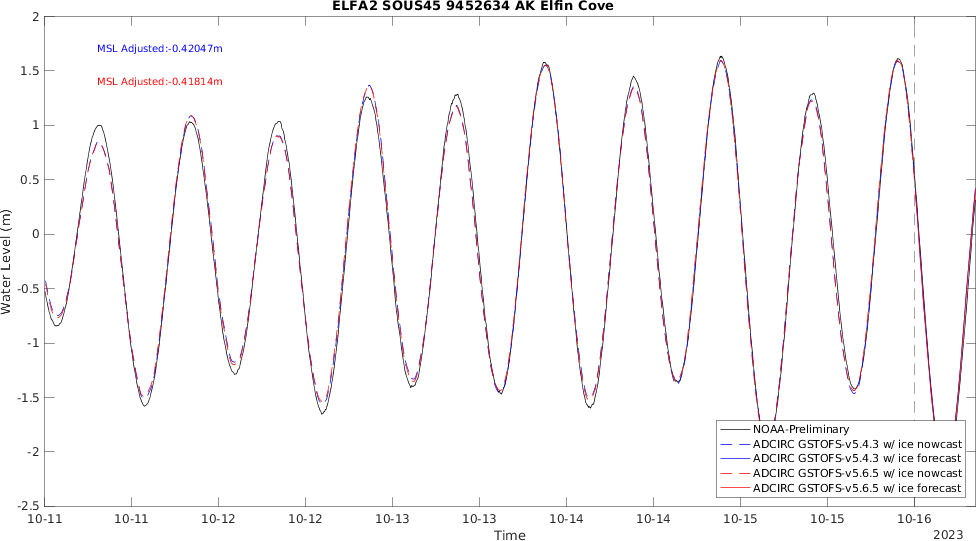 ELFA2 SOUS45 9452634 AK Elfin Cove
2
1.5
1
0.5
0
-0.5
-1
-1.5
-2
-2.5
Water Level (m)
MSL Adjusted:-0.42047m
MSL Adjusted:-0.41814m
NOAA-Preliminary
ADCIRC GSTOFS-v5.4.3 w/ ice nowcast
ADCIRC GSTOFS-v5.4.3 w/ ice forecast
ADCIRC GSTOFS-v5.6.5 w/ ice nowcast
ADCIRC GSTOFS-v5.6.5 w/ ice forecast
10-11 10-11 10-12 10-12 10-13 10-13 10-14 10-14 10-15 10-15 10-16
Time
2023